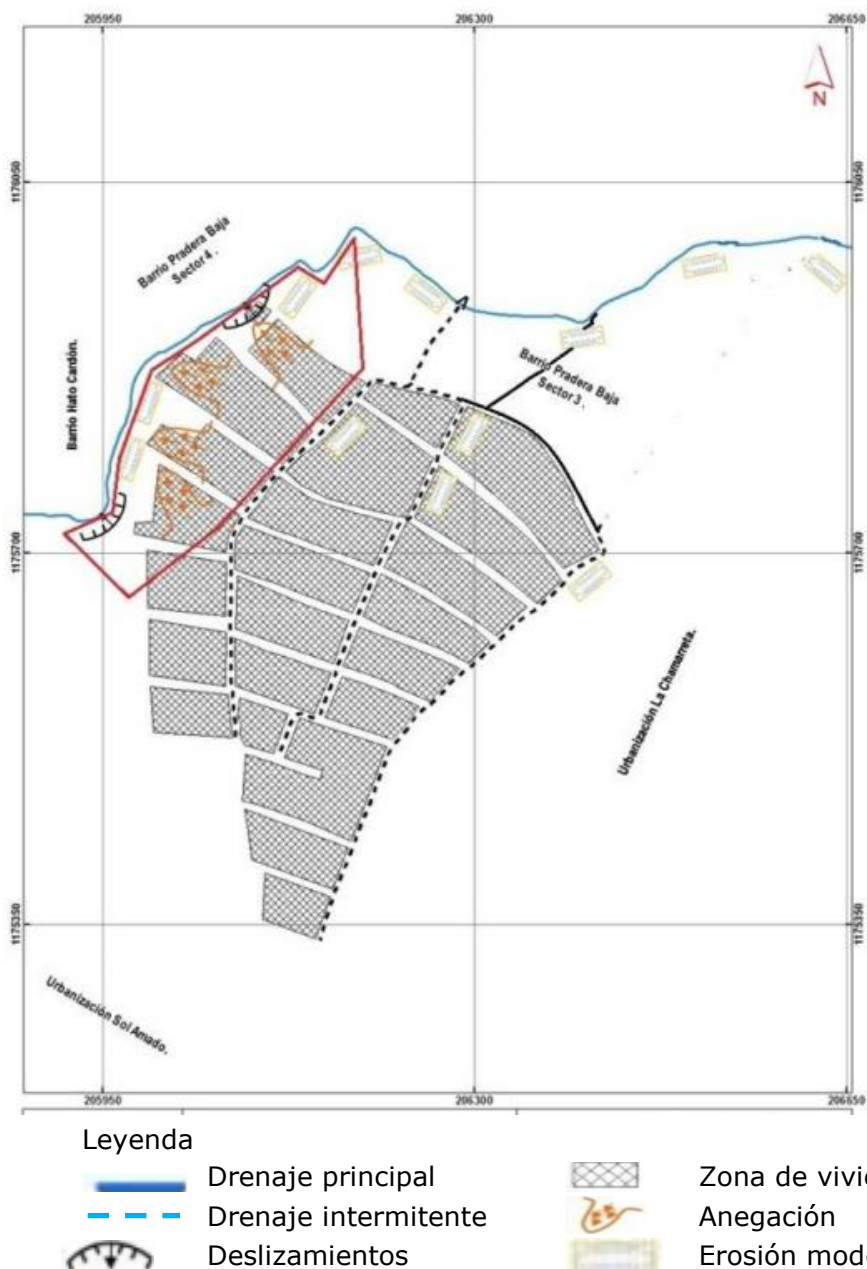 205950 206300 206650
N
1176050 1176050
Barrio Pradera Baja
Sector 4 .
Barrio Hato Cardón.
Barrio Pradera Baja
Sector 3 .
1175700 1175700
Urbanización La Chamarreta.
1175350 1175350
Urbanización Sol Amado.
205950 206300 206650
Leyenda
Drenaje principal Zona de vivi
Drenaje intermitente Anegación
Deslizamientos Erosión mod